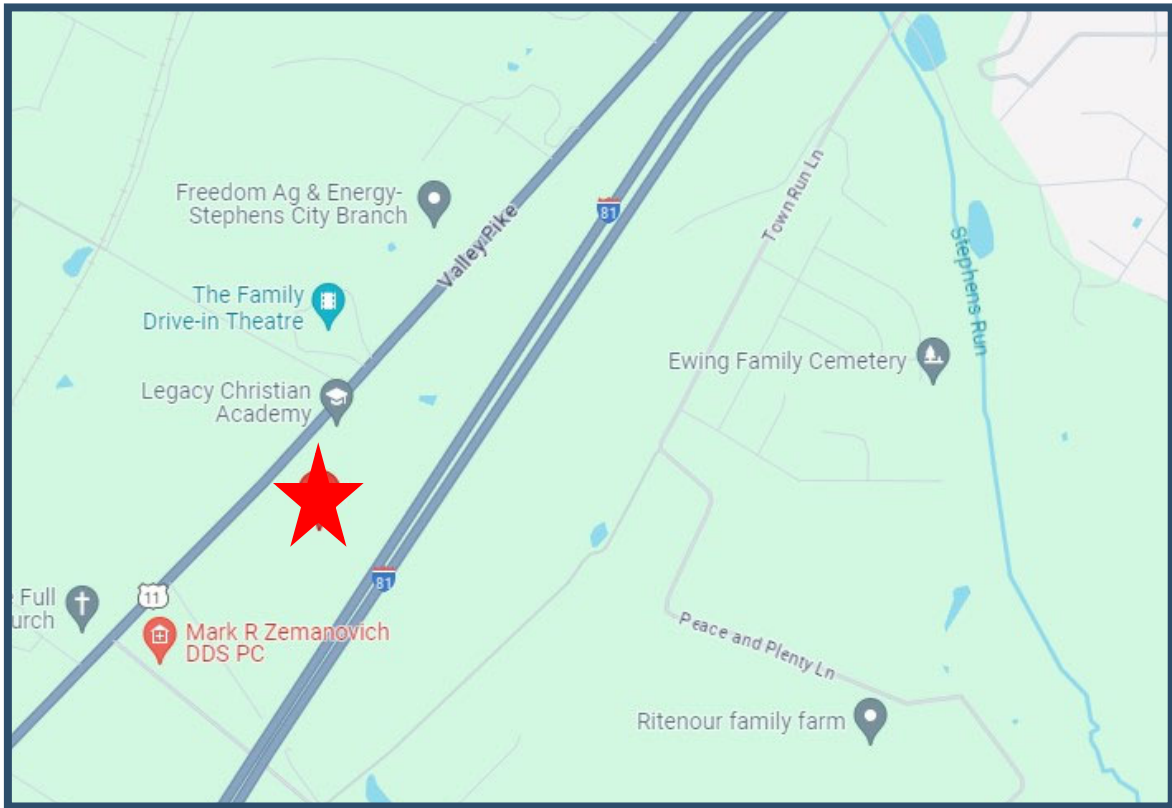 Freedom Ag & Energy-
Stephens City Branch
81
Town Run Ln
Valley Pike
Stephens Run
The Family
Drive-in Theatre
Ewing Family Cemetery
Legacy Christian
Academy
81
11
Full
Mark R Zemanovich
DDS PC
Peace and Plenty Ln
Ritenour family farm